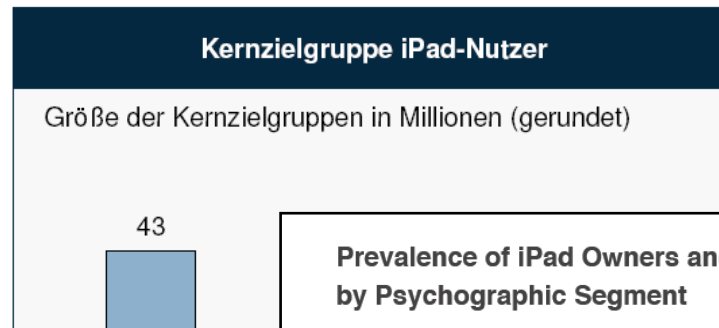 Kernzielgruppe iPad-Nutzer
Größe der Kernzielgruppen in Millionen (gerundet)
43
Prevalence of iPad Owners
by Psychographic Segment